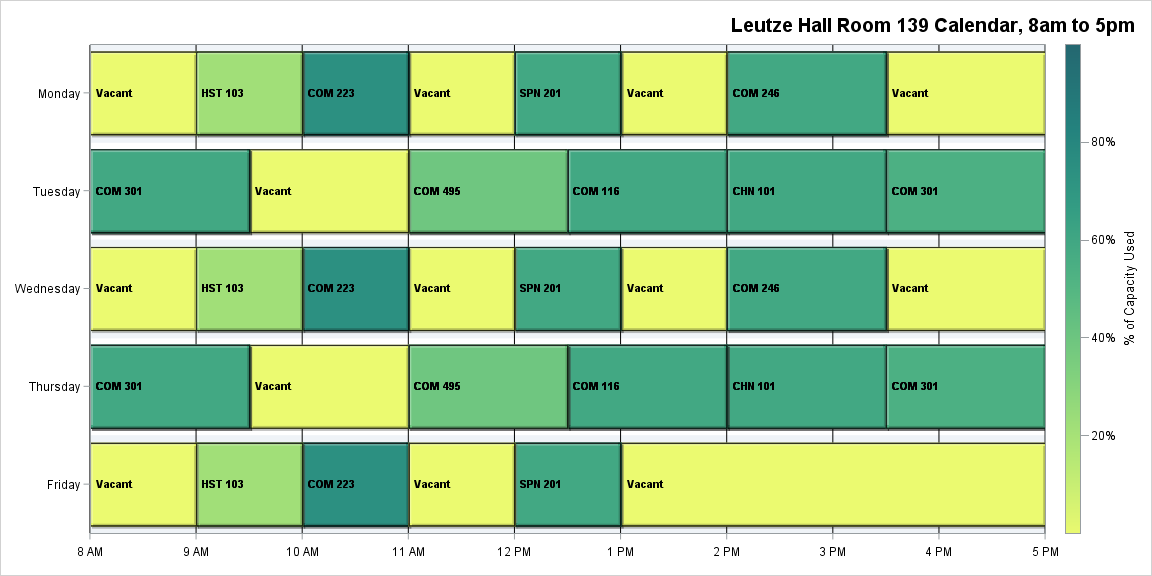 Leutze Hall Room 139 Calendar, 8am to 5pm
Monday
Vacant
HST 103
COM 223
Vacant
SPN 201
Vacant
COM 246
Vacant
Tuesday
COM 301
Vacant
COM 495
COM 116
CHN 101
COM 301
Wednesday
Vacant
HST 103
COM 223
Vacant
SPN 201
Vacant
COM 246
Vacant
Thursday
COM 301
Vacant
COM 495
COM 116
CHN 101
COM 301
Friday
Vacant
HST 103
COM 223
Vacant
SPN 201
Vacant
8 AM
9 AM
10 AM
11 AM
12 PM
1 PM
2 PM
3 PM
4 PM
5 PM
80%
60%
40%
20%
% of Capacity Used